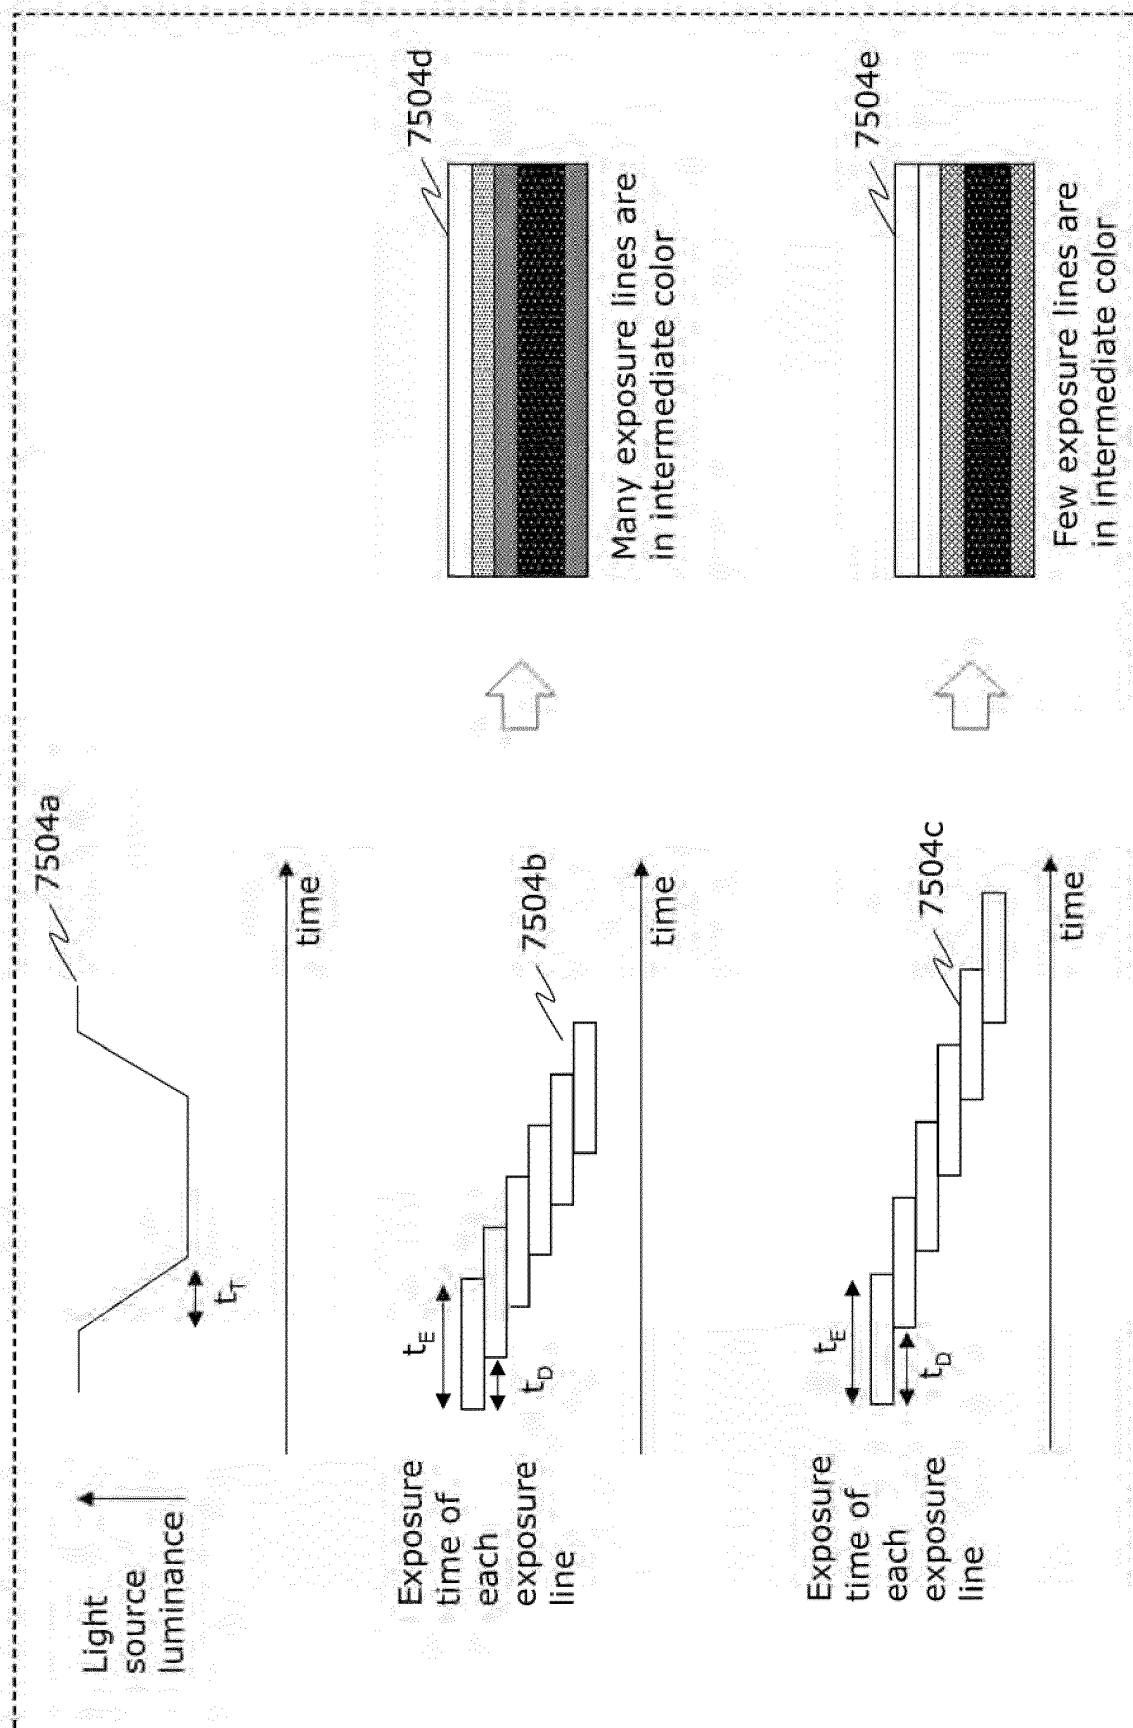 Light
source
luminance
7504a
t_T
time
Exposure
time of
each
exposure
line
t_E
t_D
7504b
time
7504d
Many exposure lines are
in intermediate color
Exposure
time of
each
exposure
line
t_E
t_D
7504c
time
7504e
Few exposure lines are
in intermediate color